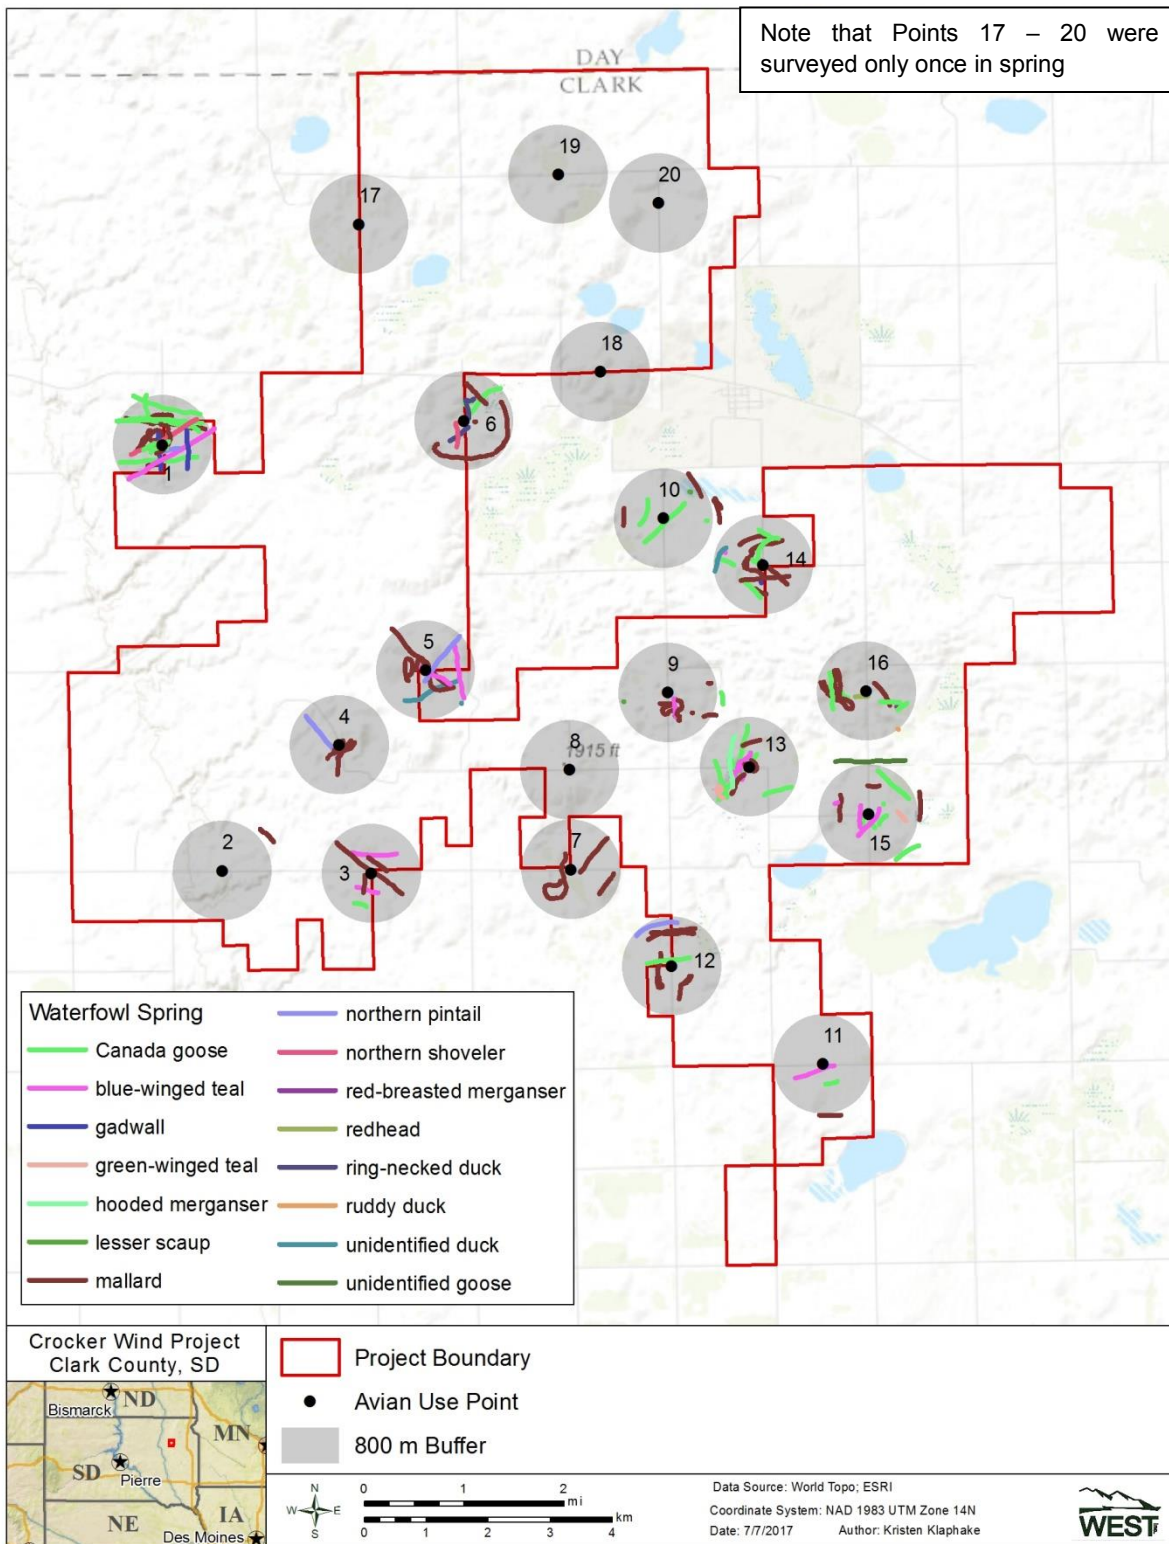 Note that Points 17 – 20 were
surveyed only once in spring
DAY
CLARK
19
20
17
18
6
1
10
14
5
9
16
4
8
1915 ft
13
2
3
7
15
12
11
Waterfowl Spring
Canada goose
blue-winged teal
gadwall
green-winged teal
hooded merganser
lesser scaup
mallard
northern pintail
northern shoveler
red-breasted merganser
redhead
ring-necked duck
ruddy duck
unidentified duck
unidentified goose
Crocker Wind Project
Clark County, SD
ND
Bismarck
MN
SD
Pierre
NE
IA
Des Moines
Project Boundary
Avian Use Point
800 m Buffer
N
W E
S
0 1 2
mi
km
0 1 2 3 4
Data Source: World Topo; ESRI
Coordinate System: NAD 1983 UTM Zone 14N
Date: 7/7/2017 Author: Kristen Klaphake
WEST